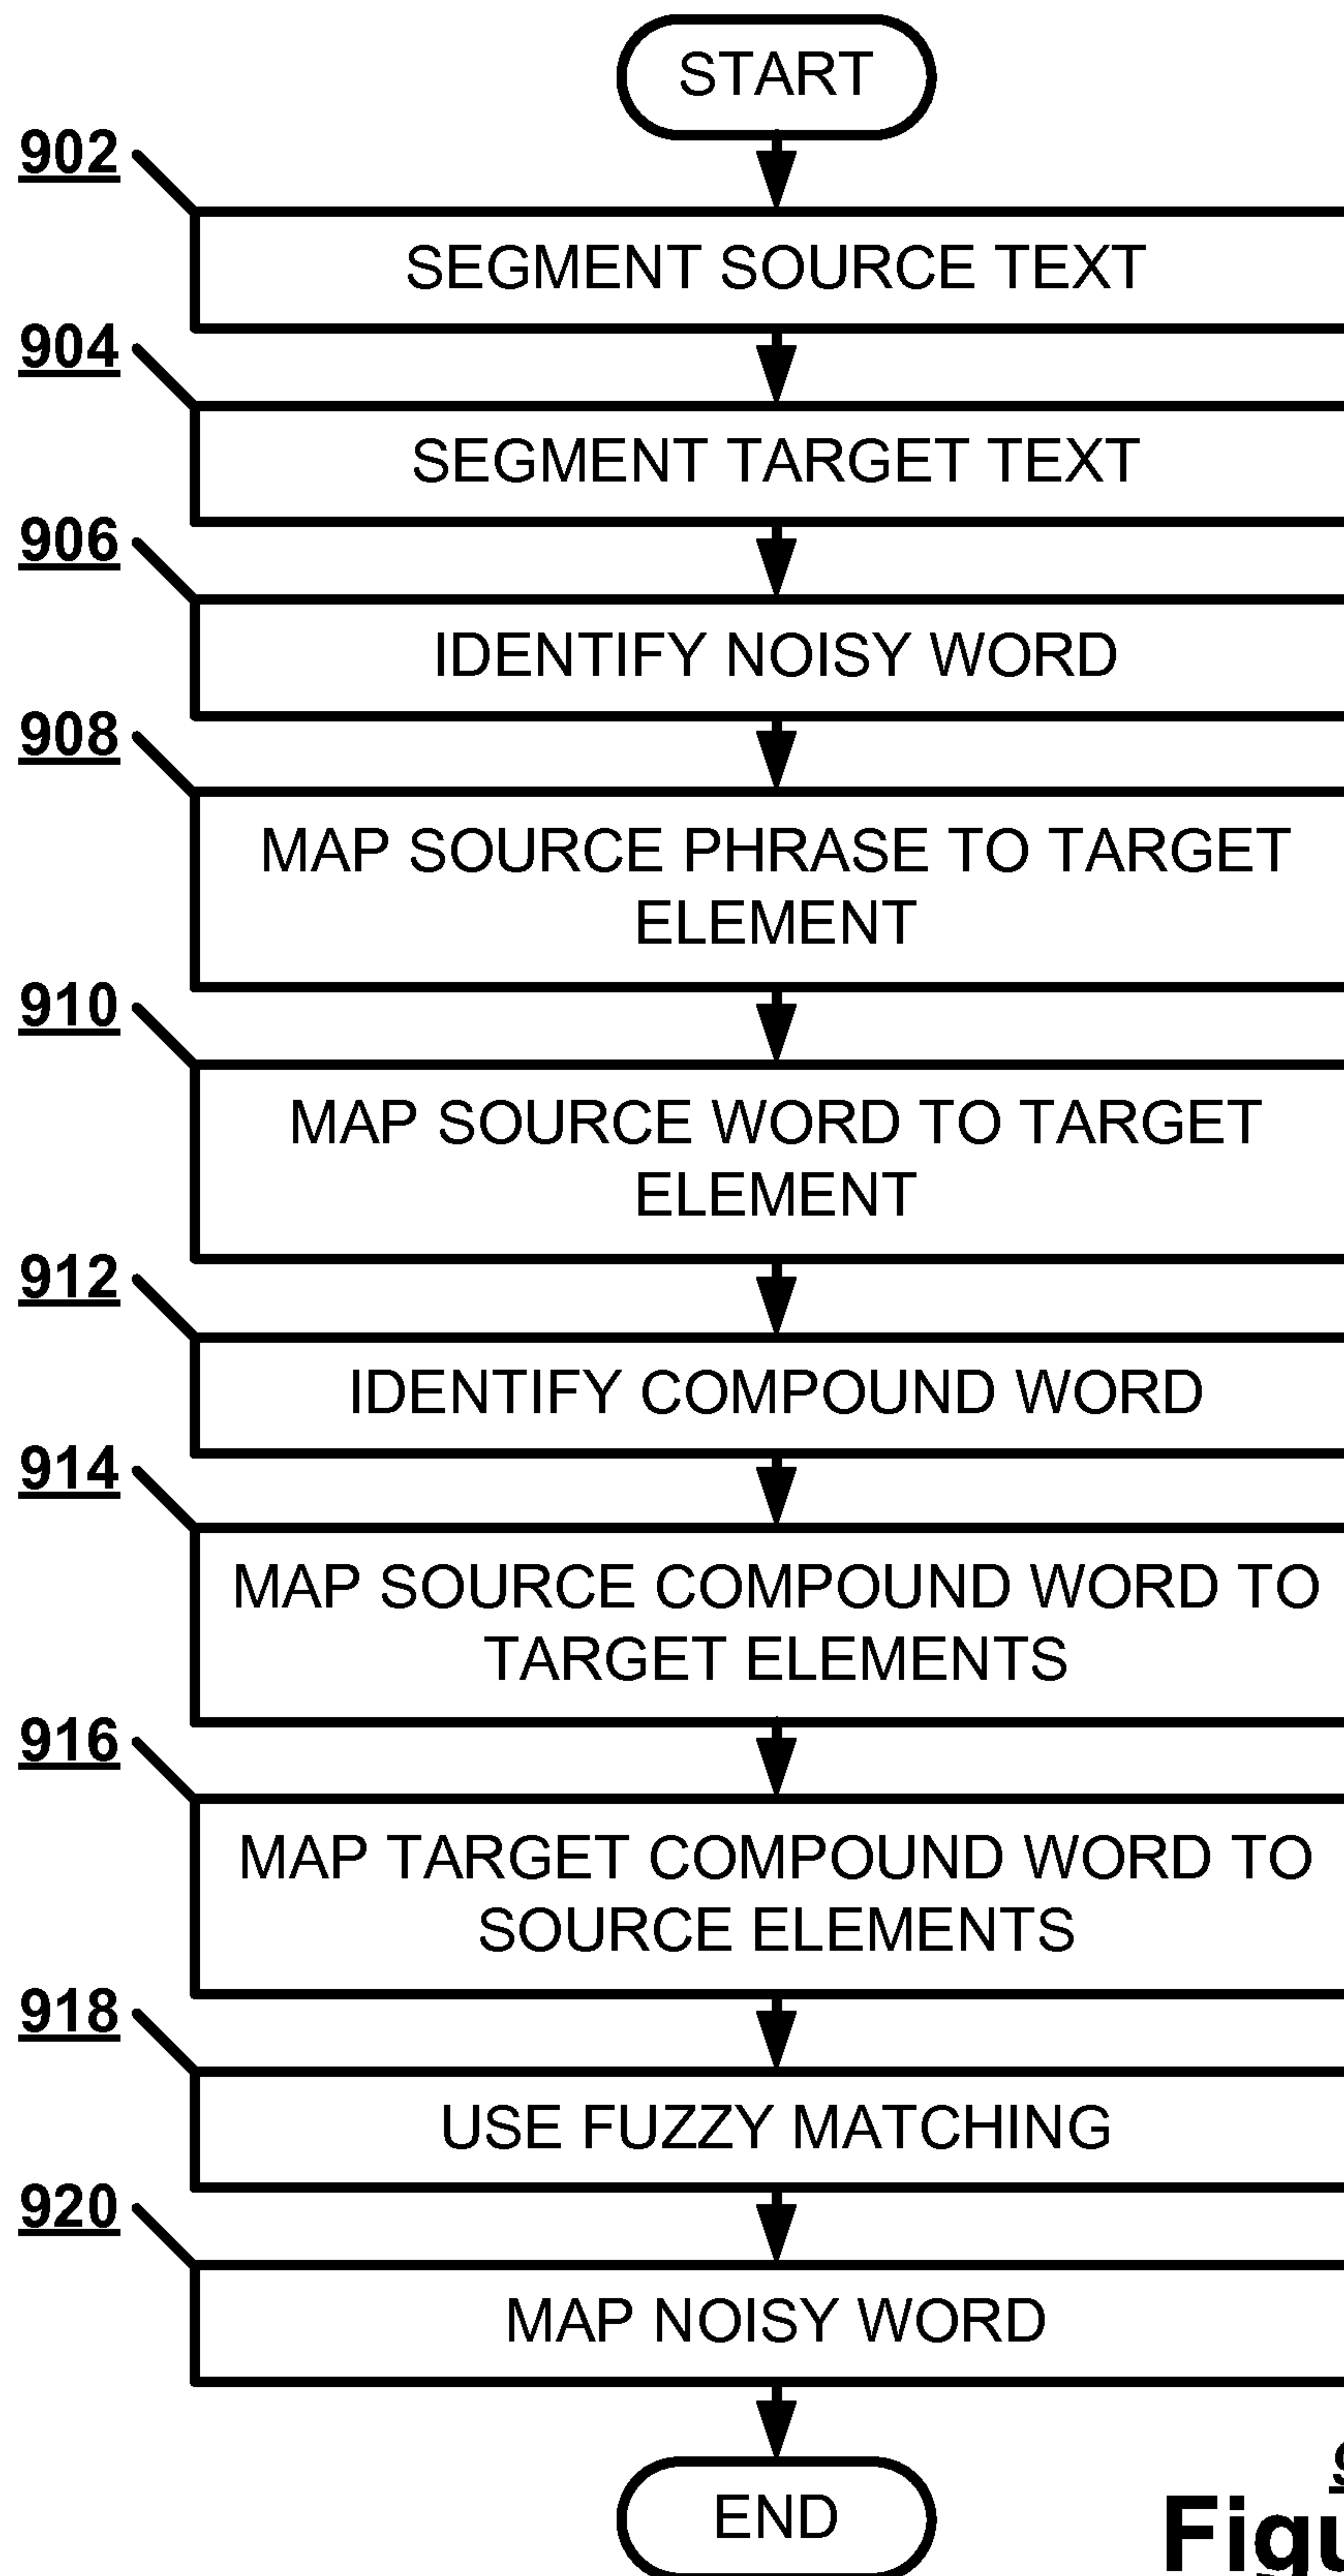 START
902
SEGMENT SOURCE TEXT
904
SEGMENT TARGET TEXT
906
IDENTIFY NOISY WORD
908
MAP SOURCE PHRASE TO TARGET
ELEMENT
910
MAP SOURCE WORD TO TARGET
ELEMENT
912
IDENTIFY COMPOUND WORD
914
MAP SOURCE COMPOUND WORD TO
TARGET ELEMENTS
916
MAP TARGET COMPOUND WORD TO
SOURCE ELEMENTS
918
USE FUZZY MATCHING
920
MAP NOISY WORD
END